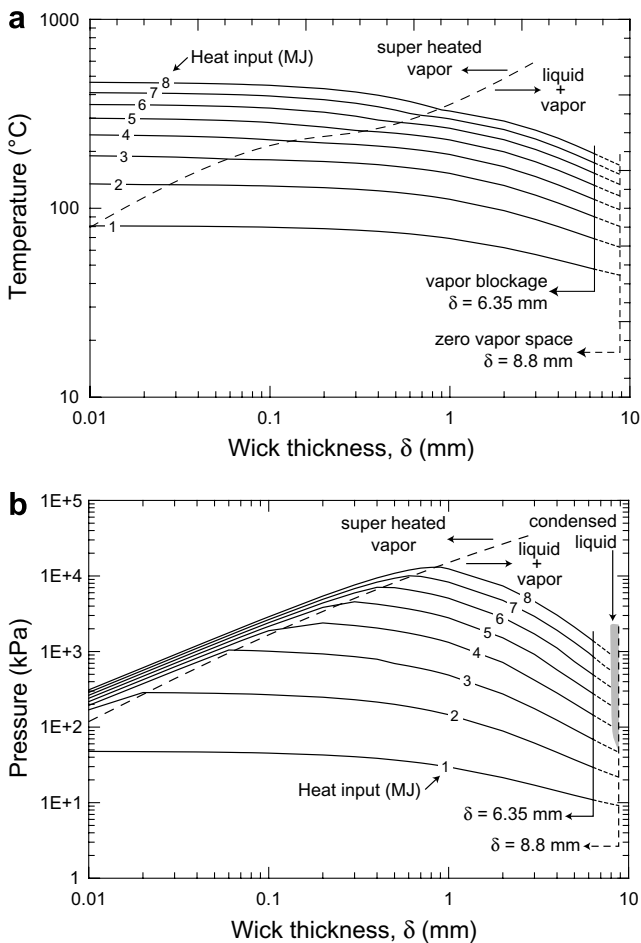 a
1000
100
10
Temperature (°C)
Heat input (MJ)
super heated
vapor
liquid
+
vapor
8
7
6
5
4
3
2
1
vapor blockage
δ = 6.35 mm
zero vapor space
δ = 8.8 mm
0.01
0.1
1
10
Wick thickness, δ (mm)
b
1E+5
1E+4
1E+3
1E+2
1E+1
1
Pressure (kPa)
super heated
vapor
condensed
liquid
liquid
+
vapor
8
7
6
5
4
3
2
1
Heat input (MJ)
δ = 6.35 mm
δ = 8.8 mm
0.01
0.1
1
10
Wick thickness, δ (mm)